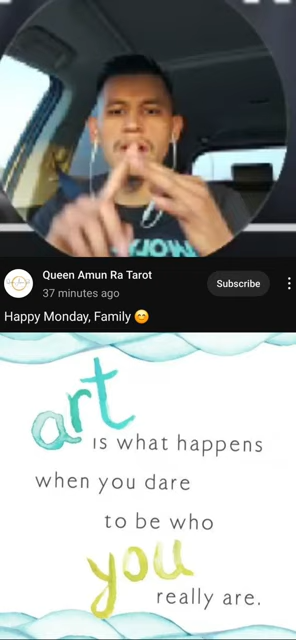 Queen Amun Ra Tarot
37 minutes ago
Subscribe
Happy Monday, Family 😊
art
is what happens
when you dare
to be who
you
really are.